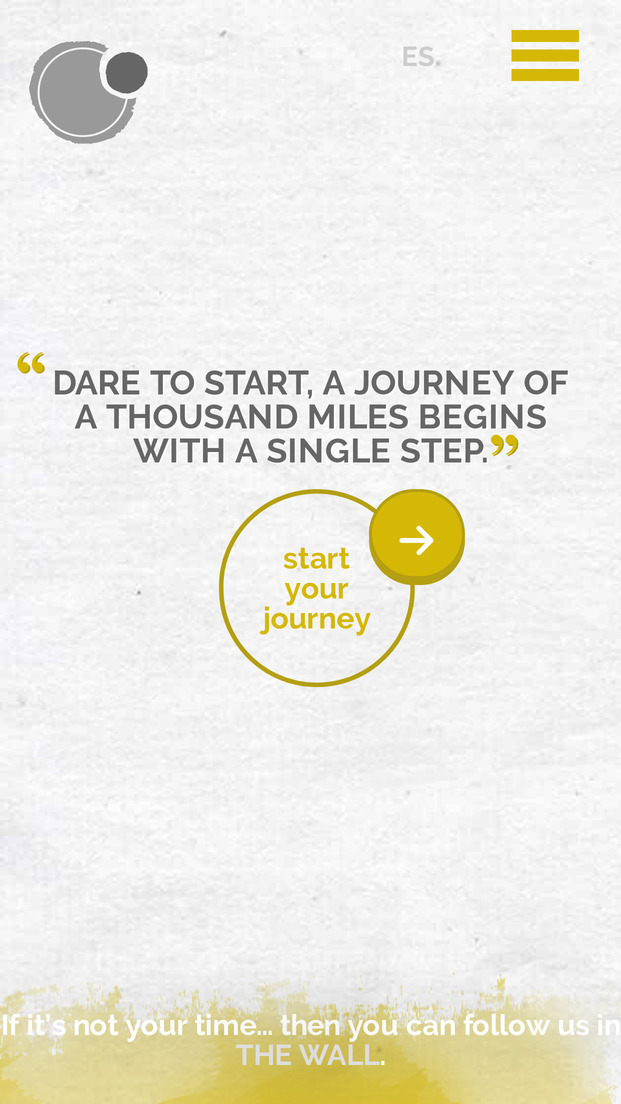 ES.
“ DARE TO START, A JOURNEY OF
A THOUSAND MILES BEGINS
WITH A SINGLE STEP.”
start
your
journey
If it's not your time... then you can follow us in
THE WALL.